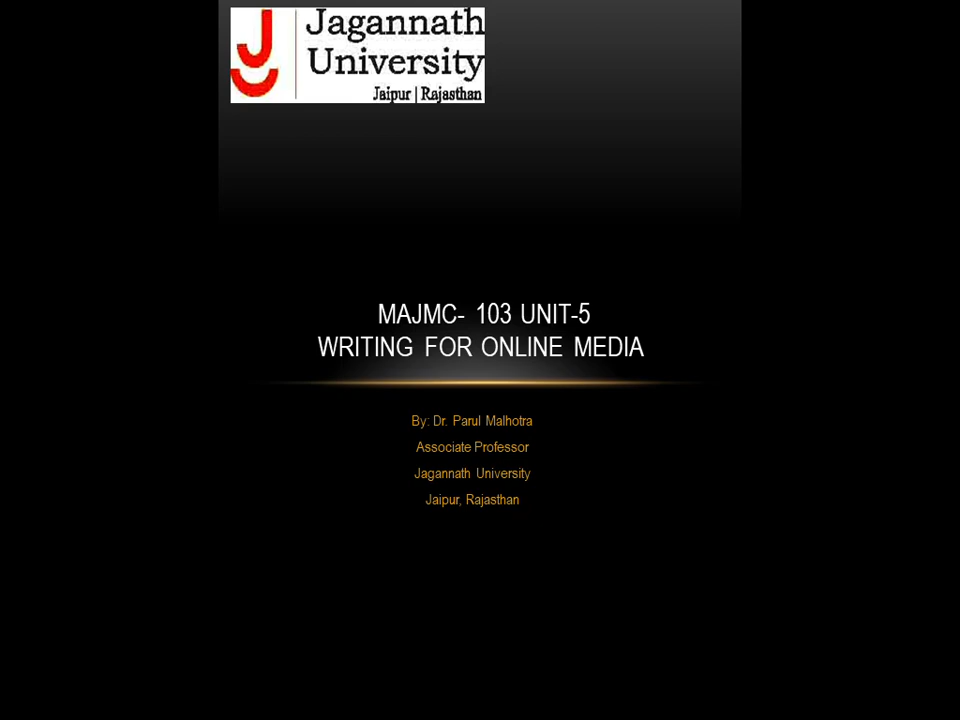 Jagannath
University
Jaipur | Rajasthan
MAJMC- 103 UNIT-5
WRITING FOR ONLINE MEDIA
By: Dr. Parul Malhotra
Associate Professor
Jagannath University
Jaipur, Rajasthan